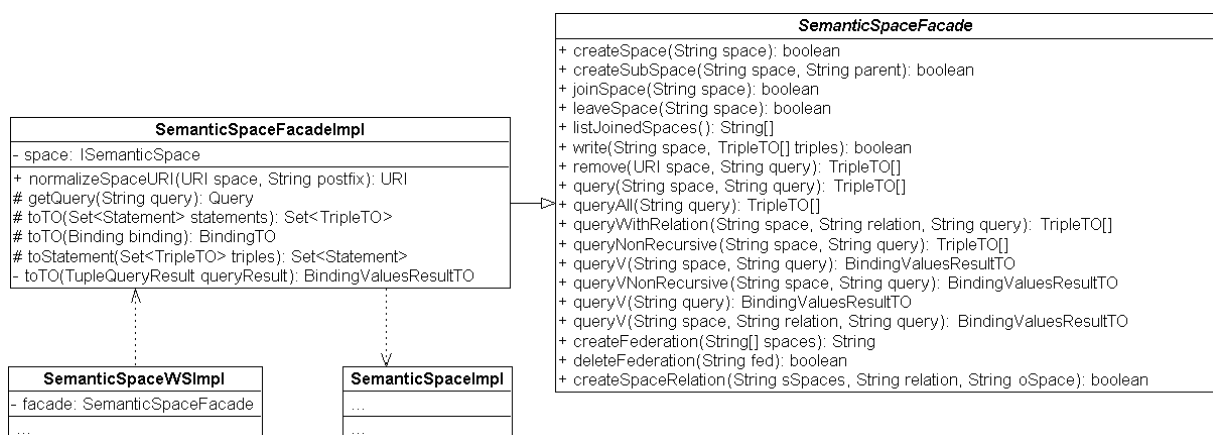 SemanticSpaceFacade
+ createSpace(String space): boolean
+ createSubSpace(String space, String parent): boolean
+ joinSpace(String space): boolean
+ leaveSpace(String space): boolean
+ listJoinedSpaces(): String[]
+ write(String space, TripleTO[] triples): boolean
+ remove(URI space, String query): TripleTO[]
+ query(String space, String query): TripleTO[]
+ queryAll(String query): TripleTO[]
+ queryWithRelation(String space, String relation, String query): TripleTO[]
+ queryNonRecursive(String space, String query): TripleTO[]
+ queryV(String space, String query): BindingValuesResultTO
+ queryVNonRecursive(String space, String query): BindingValuesResultTO
+ queryV(String query): BindingValuesResultTO
+ queryV(String space, String relation, String query): BindingValuesResultTO
+ createFederation(String[] spaces): String
+ deleteFederation(String fed): boolean
+ createSpaceRelation(String sSpaces, String relation, String oSpace): boolean
SemanticSpaceFacadeImpl
- space: ISemanticSpace
+ normalizeSpaceURI(URI space, String postfix): URI
# getQuery(String query): Query
# toTO(Set<Statement> statements): Set<TripleTO>
# toTO(Binding binding): BindingTO
# toStatement(Set<TripleTO> triples): Set<Statement>
- toTO(TupleQueryResult queryResult): BindingValuesResultTO
SemanticSpaceWSImpl
- facade: SemanticSpaceFacade
...
SemanticSpaceImpl
...
...